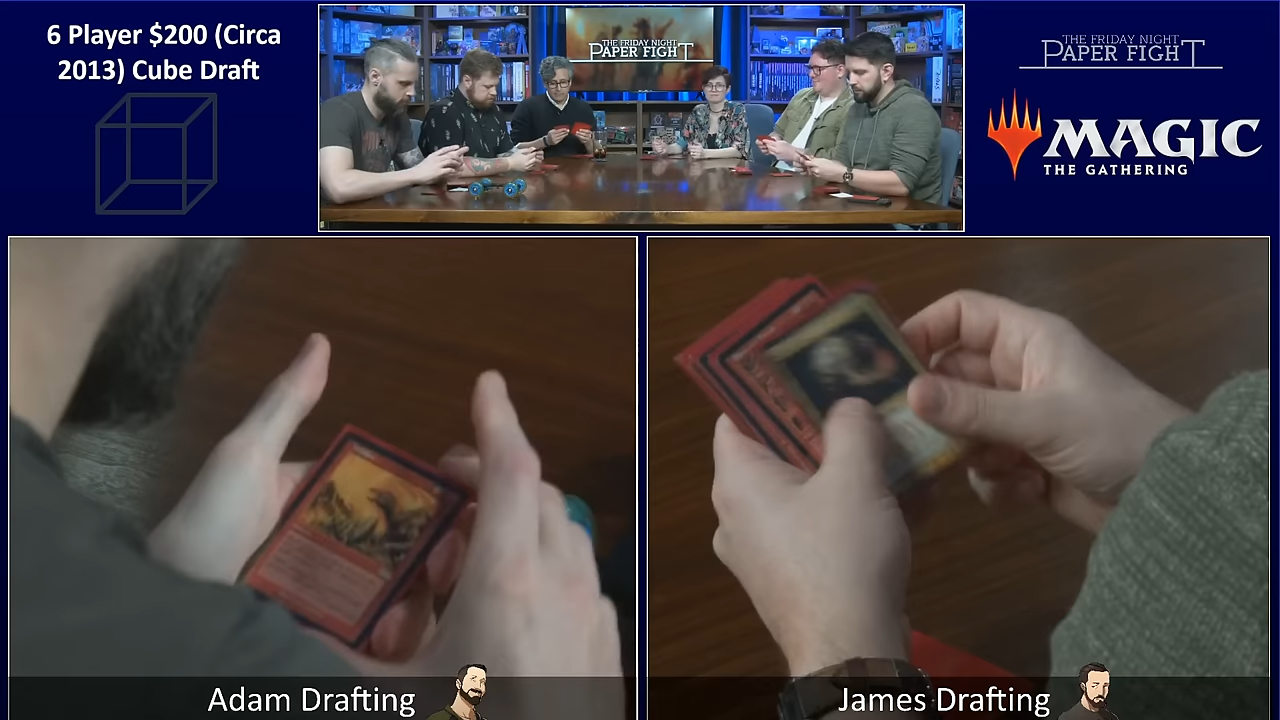 6 Player $200 (Circa
2013) Cube Draft
THE FRIDAY NIGHT
PAPER FIGHT
THE FRIDAY NIGHT
PAPER FIGHT
MAGIC
THE GATHERING
Adam Drafting
James Drafting